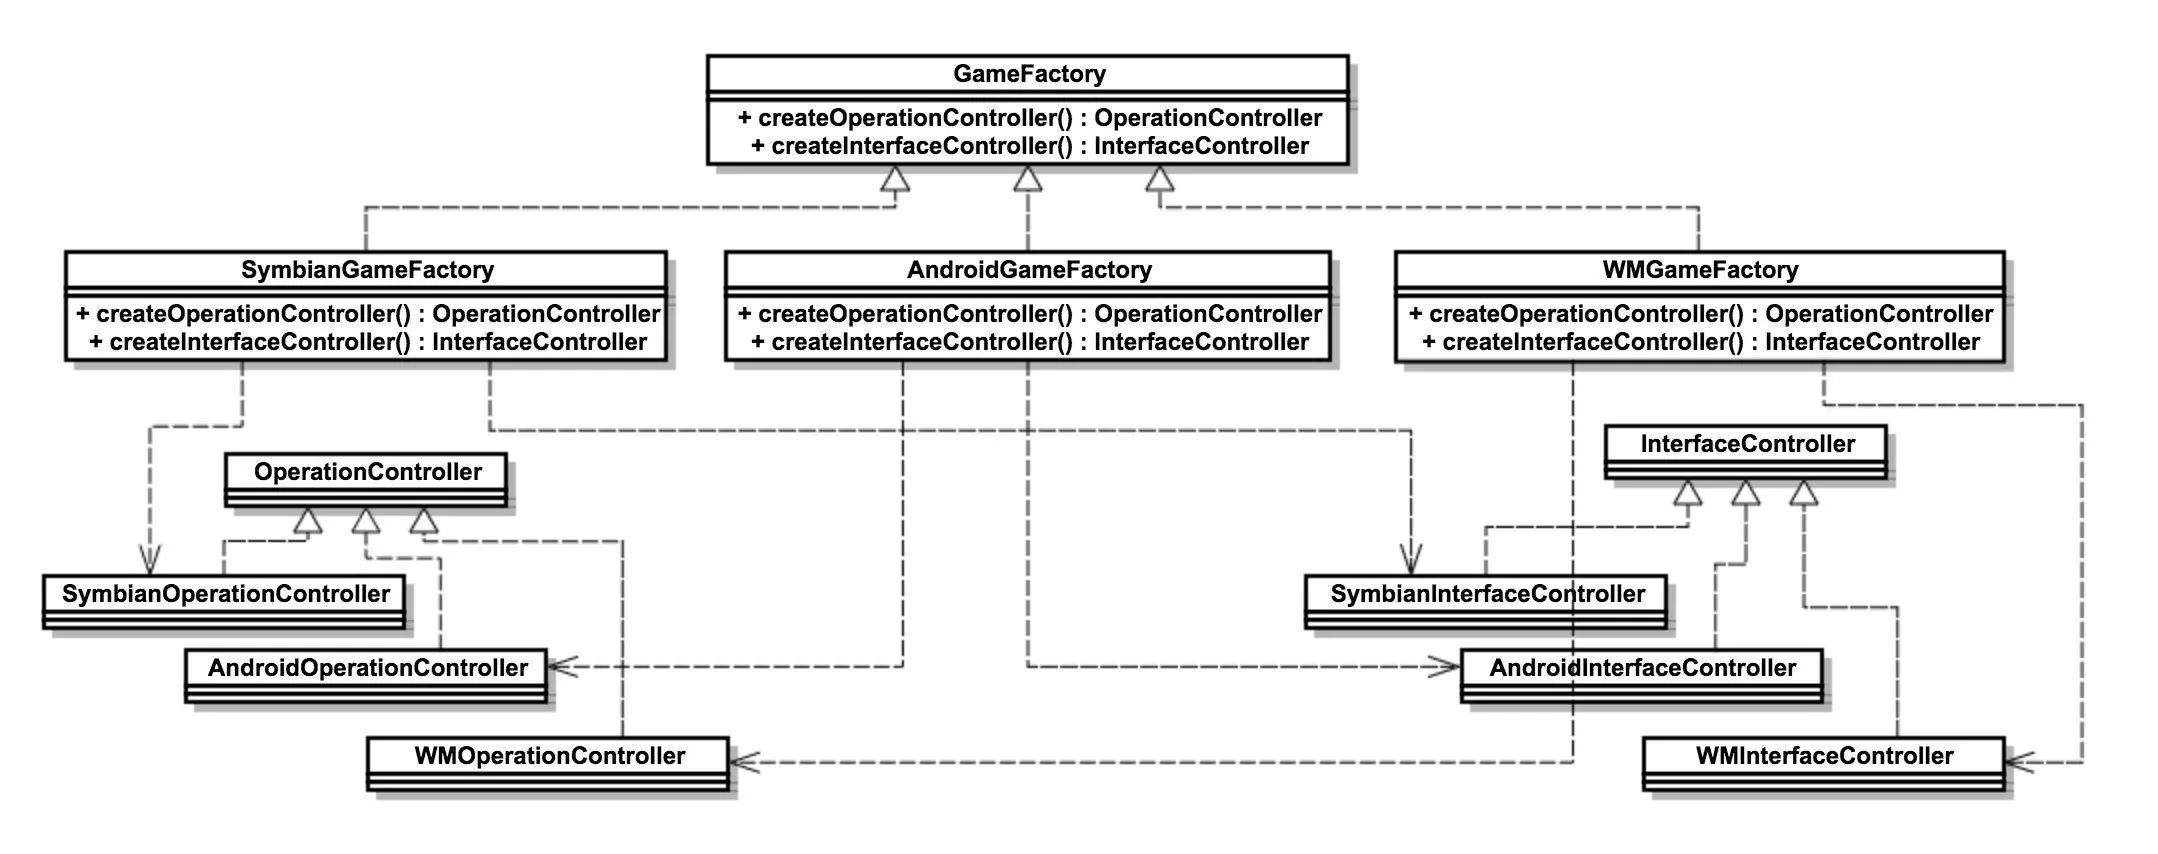 GameFactory
+ createOperationController() : OperationController
+ createInterfaceController() : InterfaceController
SymbianGameFactory
+ createOperationController() : OperationController
+ createInterfaceController() : InterfaceController
AndroidGameFactory
+ createOperationController() : OperationController
+ createInterfaceController() : InterfaceController
WMGameFactory
+ createOperationController() : OperationController
+ createInterfaceController() : InterfaceController
OperationController
InterfaceController
SymbianOperationController
SymbianInterfaceController
AndroidOperationController
AndroidInterfaceController
WMOperationController
WMInterfaceController